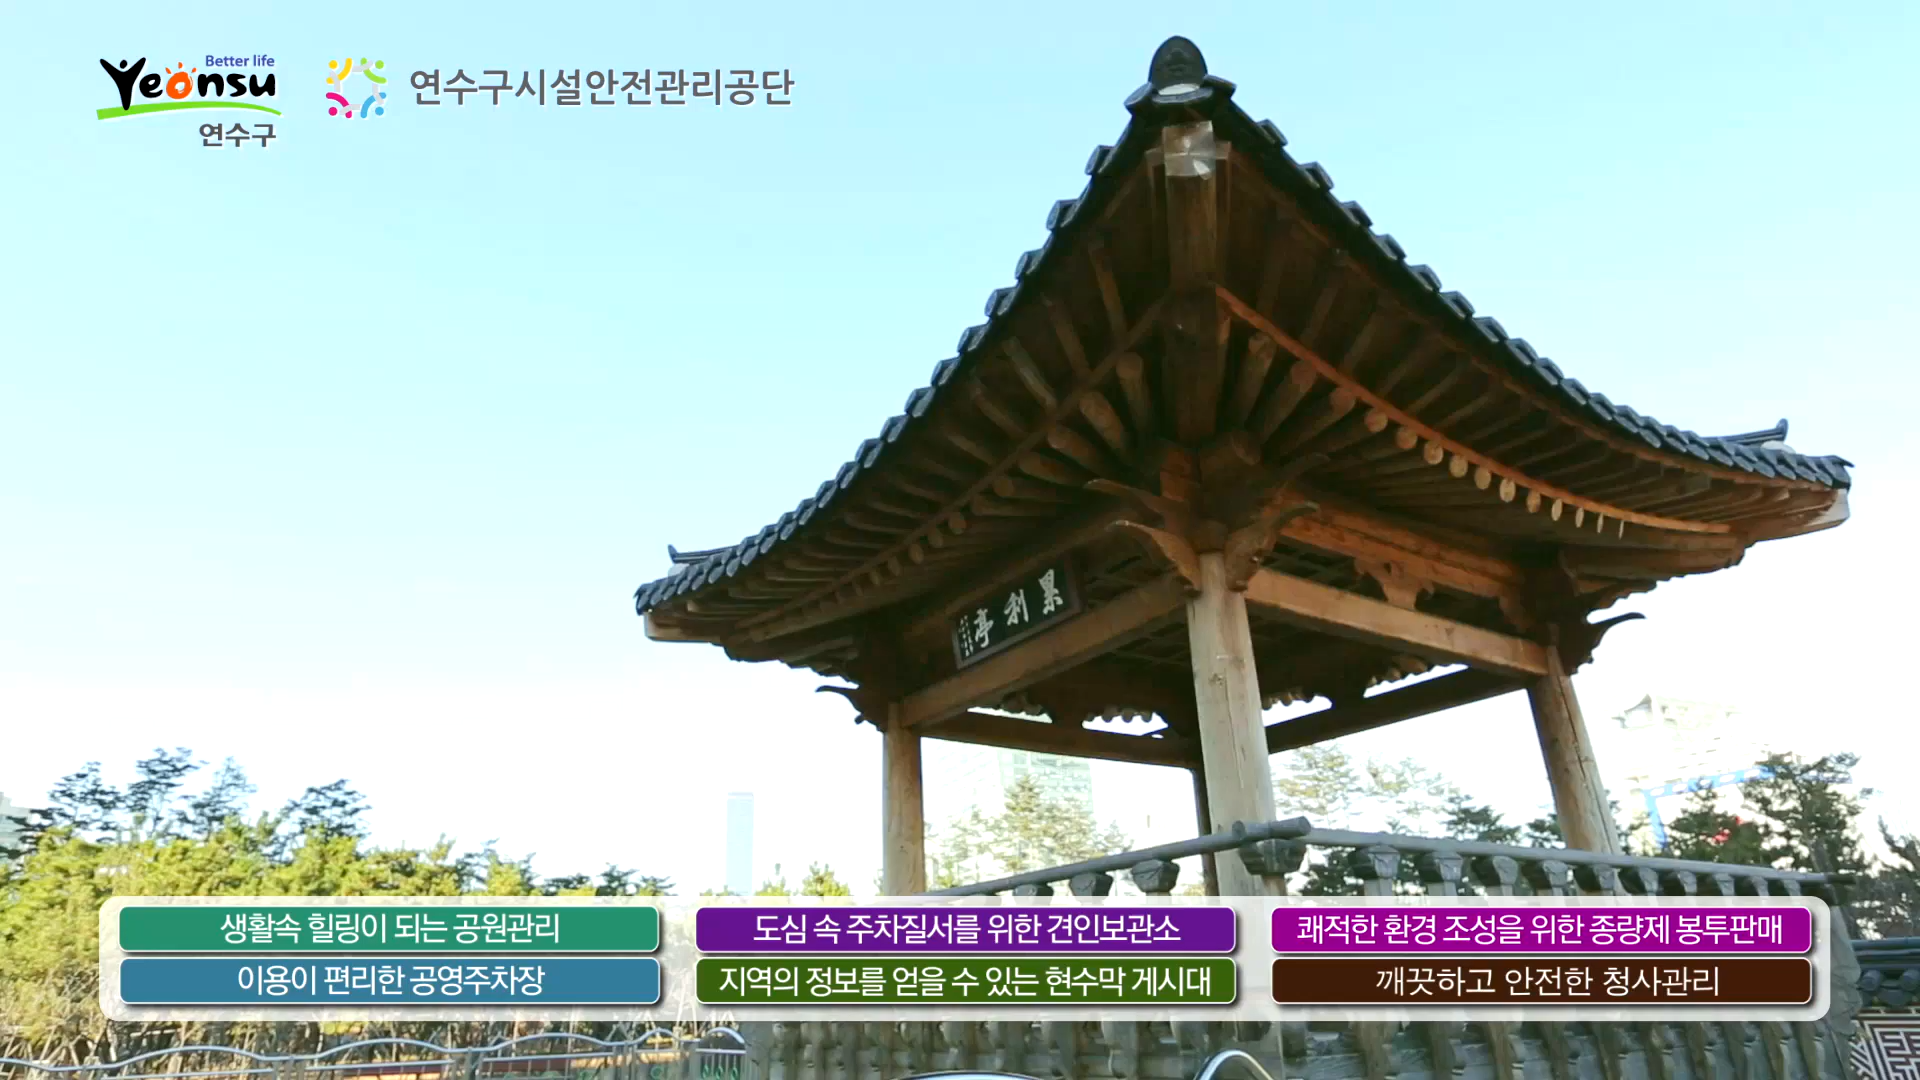 Better life
Yeonsu
연수구
연수구시설안전관리공단
累利亭
생활속 힐링이 되는 공원관리
도심 속 주차질서를 위한 견인보관소
쾌적한 환경 조성을 위한 종량제 봉투판매
이용이 편리한 공영주차장
지역의 정보를 얻을 수 있는 현수막 게시대
깨끗하고 안전한 청사관리